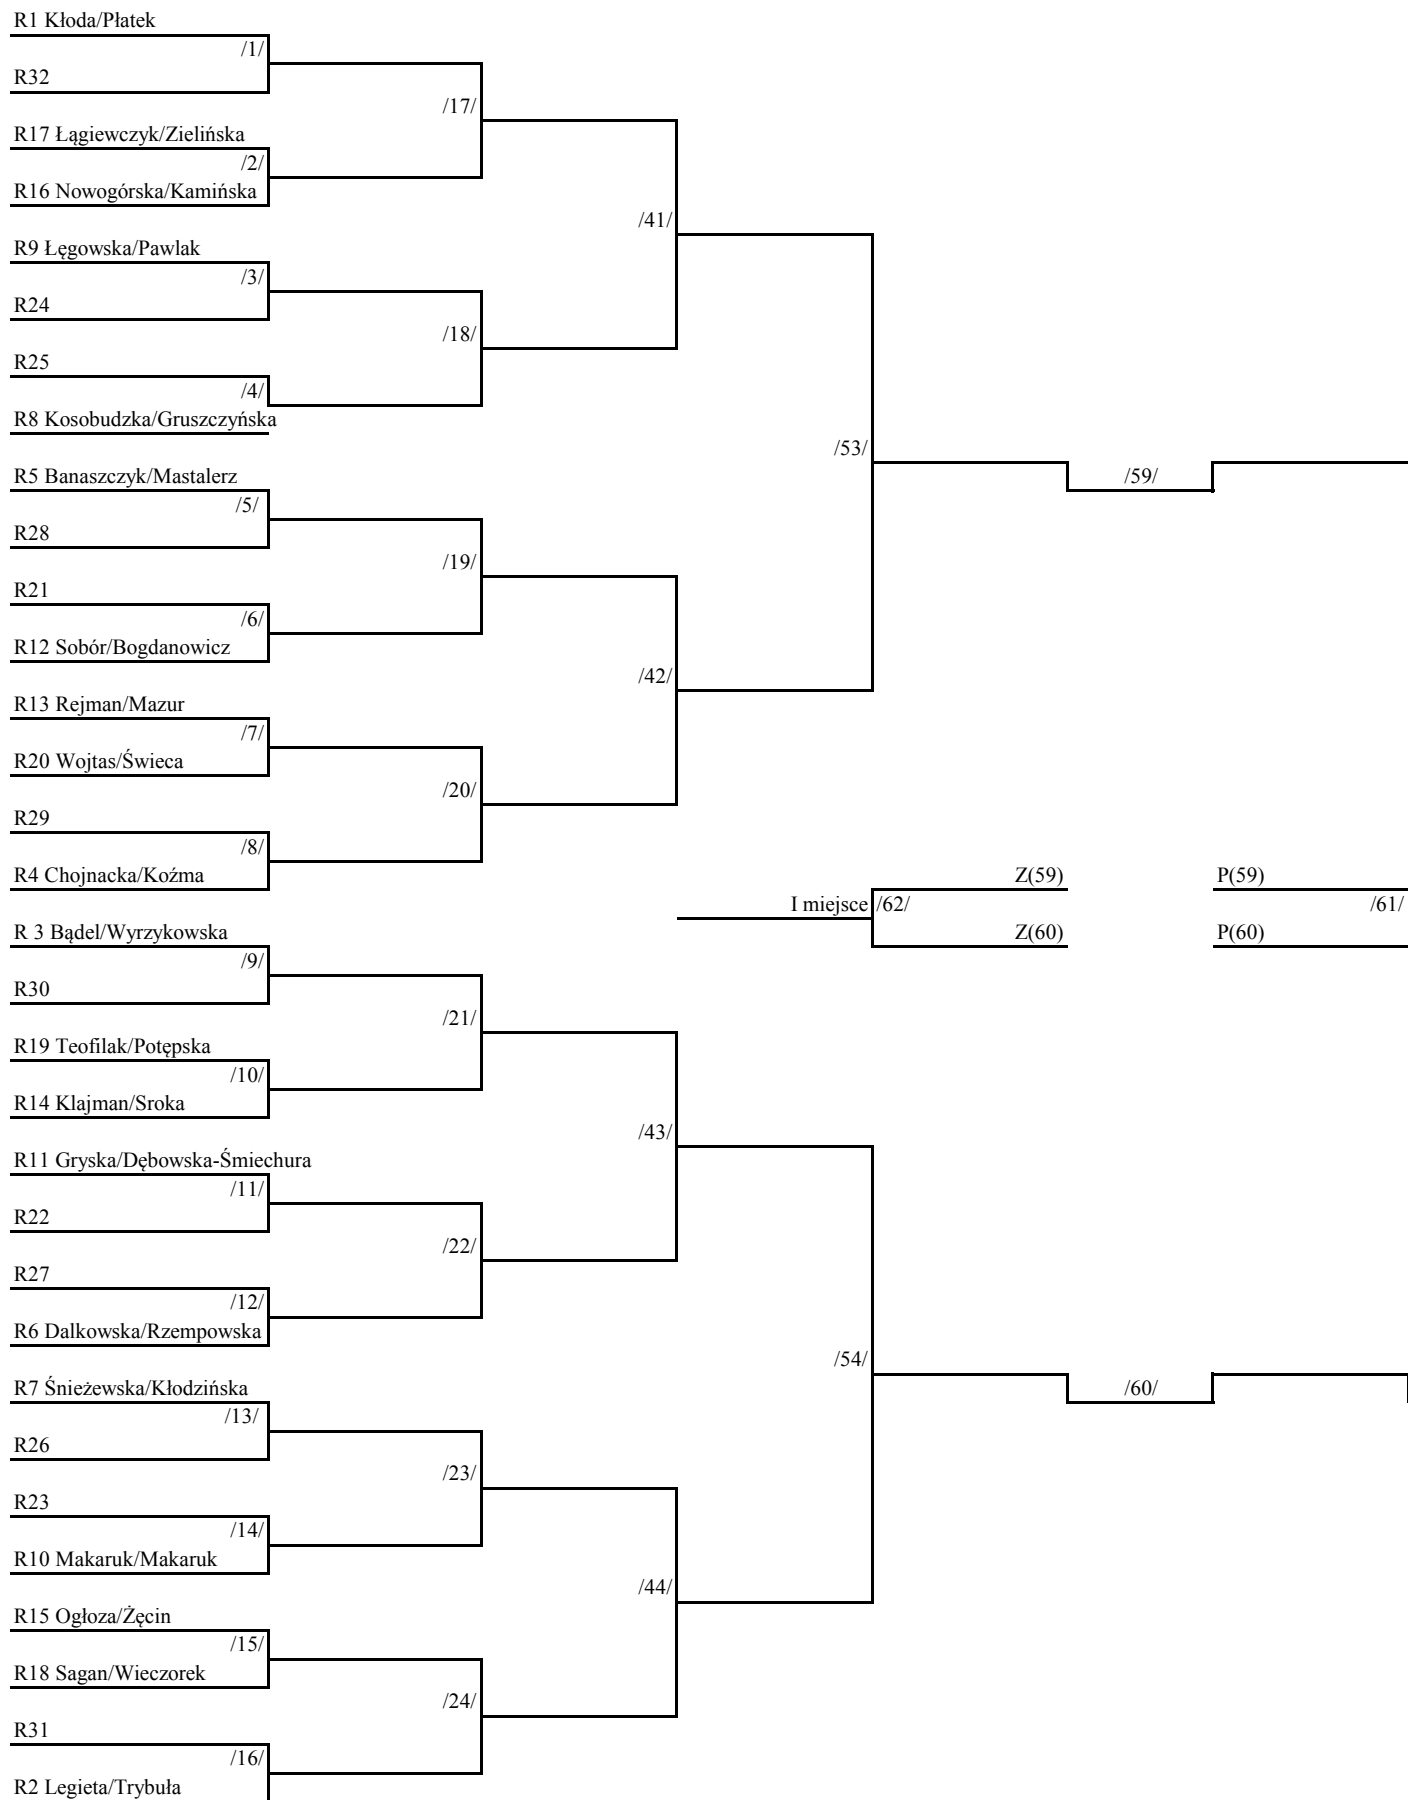 R1 Kłoda/Płatek
/1/
R32
/17/
R17 Łągiewczyk/Zielińska
/2/
R16 Nowogórska/Kamińska
/41/
R9 Łęgowska/Pawlak
/3/
R24
/18/
R25
/4/
R8 Kosobudzka/Gruszczyńska
/53/
R5 Banaszczyk/Mastalerz
/59/
/5/
R28
/19/
R21
/6/
R12 Sobór/Bogdanowicz
/42/
R13 Rejman/Mazur
/7/
R20 Wojtas/Świeca
/20/
R29
/8/
R4 Chojnacka/Koźma
Z(59)
P(59)
I miejsce
/62/
/61/
R 3 Bądel/Wyrzykowska
Z(60)
P(60)
/9/
R30
/21/
R19 Teofilak/Potępska
/10/
R14 Klajman/Sroka
/43/
R11 Gryska/Dębowska-Śmiechura
/11/
R22
/22/
R27
/12/
R6 Dalkowska/Rzempowska
/54/
R7 Śnieżewska/Kłodzińska
/60/
/13/
R26
/23/
R23
/14/
R10 Makaruk/Makaruk
/44/
R15 Ogłoza/Żęcin
/15/
R18 Sagan/Wieczorek
/24/
R31
/16/
R2 Legieta/Trybuła